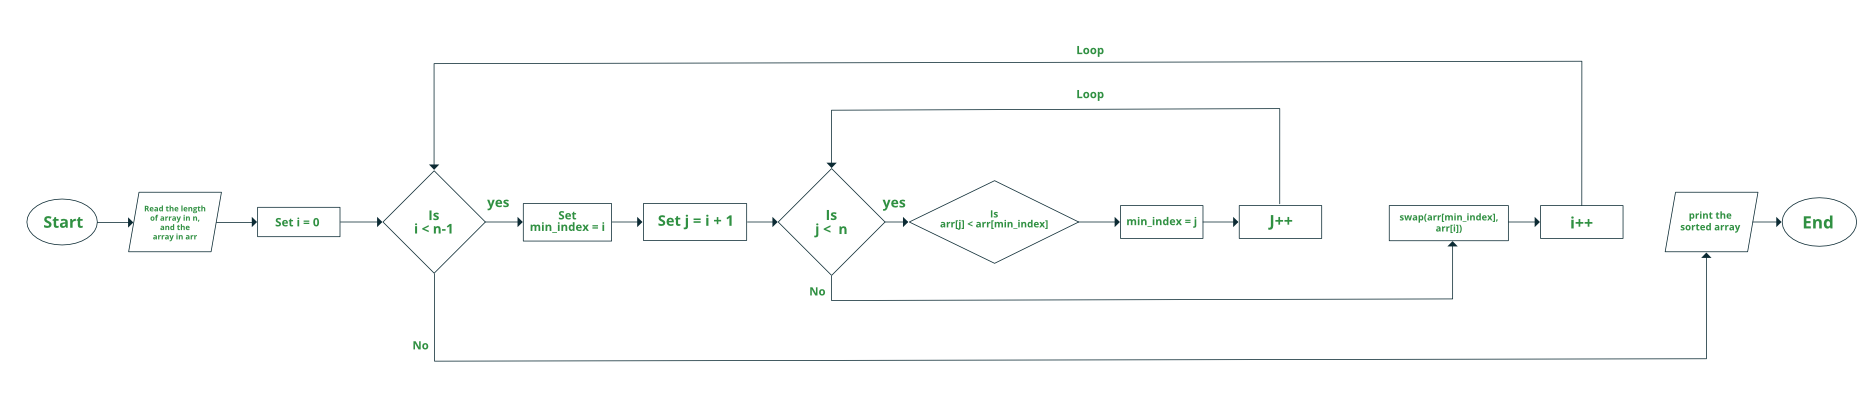 Loop
Loop
Start
Read the length
of array in n,
and the
array in arr
Set i = 0
Is
i < n-1
yes
Set
min_index = i
Set j = i + 1
Is
j < n
yes
Is
arr[j] < arr[min_index]
min_index = j
J++
swap(arr[min_index],
arr[i])
i++
print the
sorted array
End
No
No